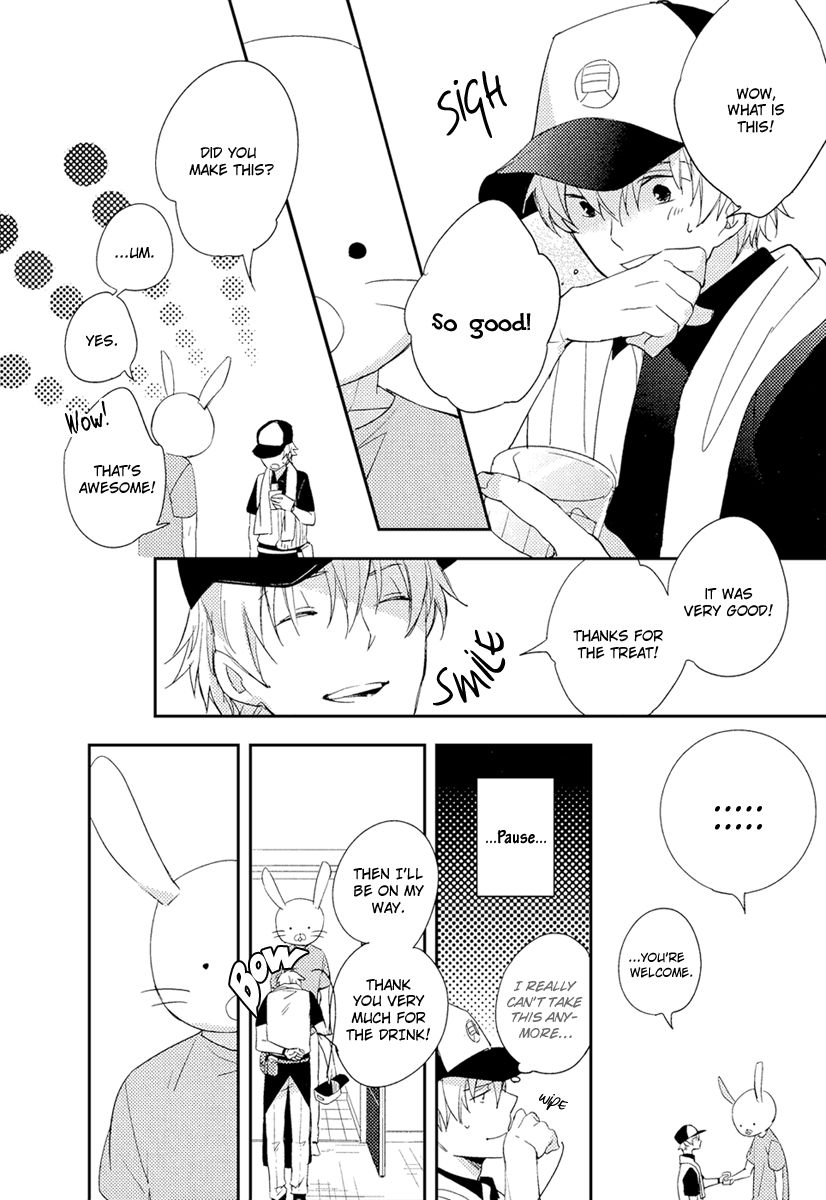 WOW,
WHAT IS
THIS!
SIGH
So good!
DID YOU
MAKE THIS?
...UM.
YES.
Wow!
THAT'S
AWESOME!
IT WAS
VERY GOOD!
THANKS FOR
THE TREAT!
SMILE
.....
.....
...YOU'RE
WELCOME.
...Pause...
I REALLY
CAN'T TAKE
THIS ANY-
MORE...
WIPE
THEN I'LL
BE ON MY
WAY.
THANK
YOU VERY
MUCH FOR
THE DRINK!
BOW